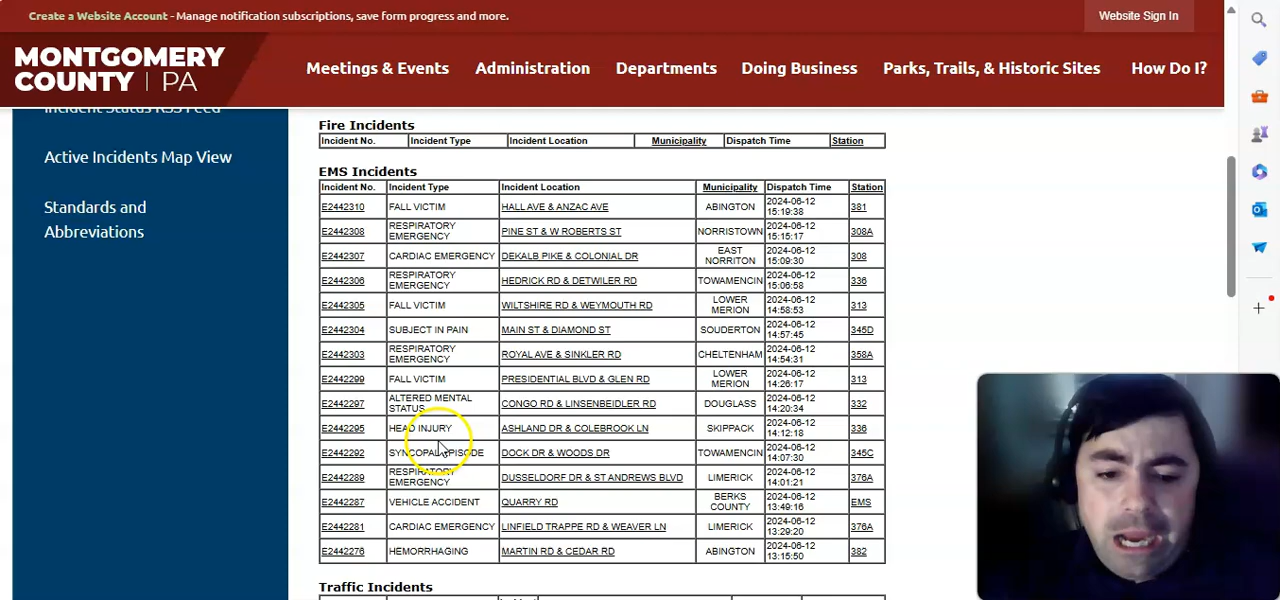 Create a Website Account - Manage notification subscriptions, save form progress and more.
Website Sign In
MONTGOMERY
COUNTY | PA
Meetings & Events Administration Departments Doing Business Parks, Trails, & Historic Sites How Do I?
Incident Status RSS Feed
Active Incidents Map View
Standards and
Abbreviations
Fire Incidents
Incident No. Incident Type Incident Location Municipality Dispatch Time Station
EMS Incidents
Incident No. Incident Type Incident Location Municipality Dispatch Time Station
E2442310 FALL VICTIM HALL AVE & ANZAC AVE ABINGTON 2024-06-12 15:19:38 381
E2442308 RESPIRATORY EMERGENCY PINE ST & W ROBERTS ST NORRISTOWN 2024-06-12 15:15:17 308A
E2442307 CARDIAC EMERGENCY DEKALB PIKE & COLONIAL DR EAST NORRITON 2024-06-12 15:09:30 308
E2442306 RESPIRATORY EMERGENCY HEDRICK RD & DETWILER RD TOWAMENCIN 2024-06-12 15:06:58 336
E2442305 FALL VICTIM WILTSHIRE RD & WEYMOUTH RD LOWER MERION 2024-06-12 14:58:53 313
E2442304 SUBJECT IN PAIN MAIN ST & DIAMOND ST SOUDERTON 2024-06-12 14:57:45 345D
E2442303 RESPIRATORY EMERGENCY ROYAL AVE & SINKLER RD CHELTENHAM 2024-06-12 14:54:31 358A
E2442299 FALL VICTIM PRESIDENTIAL BLVD & GLEN RD LOWER MERION 2024-06-12 14:26:17 313
E2442297 ALTERED MENTAL STATUS CONGO RD & LINSENBEIDLER RD DOUGLASS 2024-06-12 14:20:34 332
E2442295 HEAD INJURY ASHLAND DR & COLEBROOK LN SKIPPACK 2024-06-12 14:12:18 336
E2442292 SYNCOPAL EPISODE DOCK DR & WOODS DR TOWAMENCIN 2024-06-12 14:07:30 345C
E2442289 RESPIRATORY EMERGENCY DUSSELDORF DR & ST ANDREWS BLVD LIMERICK 2024-06-12 14:01:21 376A
E2442287 VEHICLE ACCIDENT QUARRY RD BERKS COUNTY 2024-06-12 13:49:16 EMS
E2442281 CARDIAC EMERGENCY LINFIELD TRAPPE RD & WEAVER LN LIMERICK 2024-06-12 13:29:20 376A
E2442276 HEMORRHAGING MARTIN RD & CEDAR RD ABINGTON 2024-06-12 13:15:50 382
Traffic Incidents